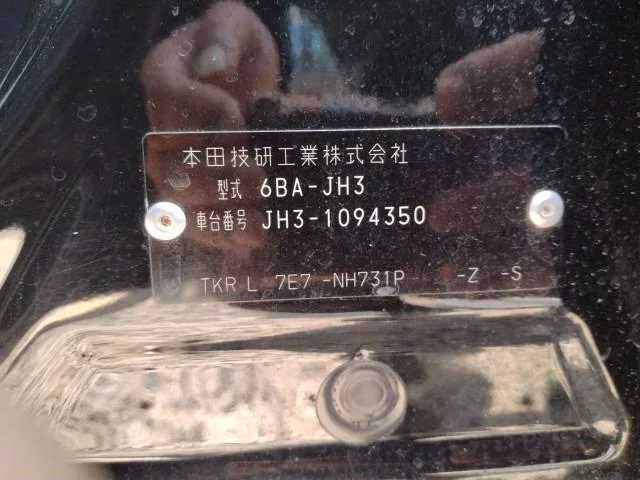 本田技研工業株式会社
型式 6BA-JH3
車台番号 JH3-1094350
TKR L 7E7 -NH731P -Z -S